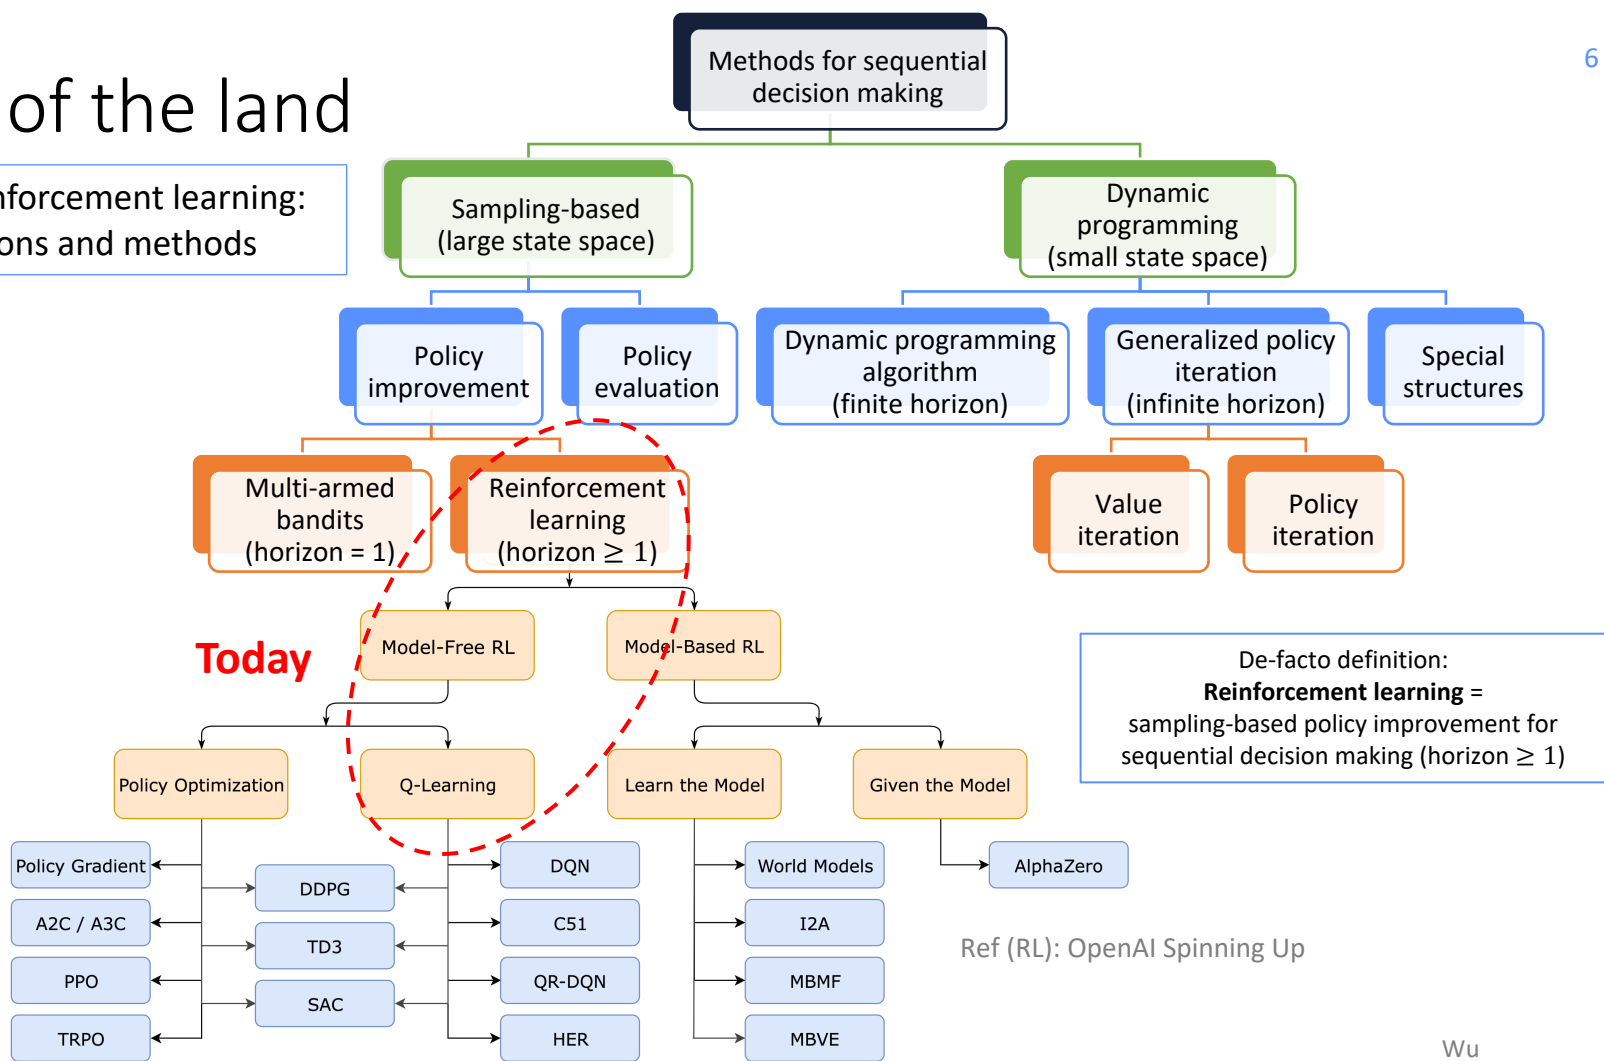 6
Methods for sequential
decision making
of the land
nforcement learning:
ons and methods
Sampling-based
(large state space)
Dynamic
programming
(small state space)
Policy
improvement
Policy
evaluation
Dynamic programming
algorithm
(finite horizon)
Generalized policy
iteration
(infinite horizon)
Special
structures
Multi-armed
bandits
(horizon = 1)
Reinforcement
learning
(horizon ≥ 1)
Value
iteration
Policy
iteration
Today
Model-Free RL
Model-Based RL
De-facto definition:
Reinforcement learning =
sampling-based policy improvement for
sequential decision making (horizon ≥ 1)
Policy Optimization
Q-Learning
Learn the Model
Given the Model
Policy Gradient
A2C / A3C
PPO
TRPO
DDPG
TD3
SAC
DQN
C51
QR-DQN
HER
World Models
I2A
MBMF
MBVE
AlphaZero
Ref (RL): OpenAI Spinning Up
Wu